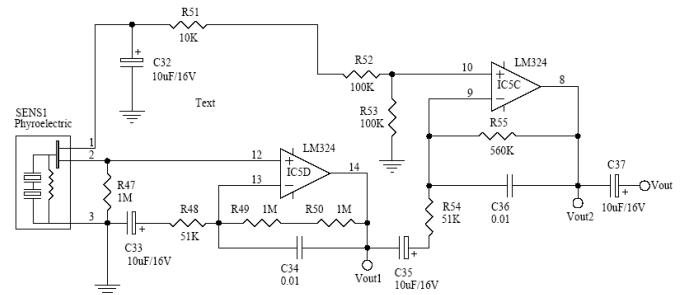 R51
10K
C32
10uF/16V
+
Text
R52
100K
R53
100K
10
9
LM324
IC5C
8
+
−
R55
560K
C36
0.01
C37
10uF/16V
+
Vout
Vout2
SENS1
Phyroelectric
1
2
3
R47
1M
C33
10uF/16V
+
R48
51K
12
13
LM324
IC5D
14
+
−
R49
1M
R50
1M
C34
0.01
Vout1
C35
10uF/16V
+
R54
51K